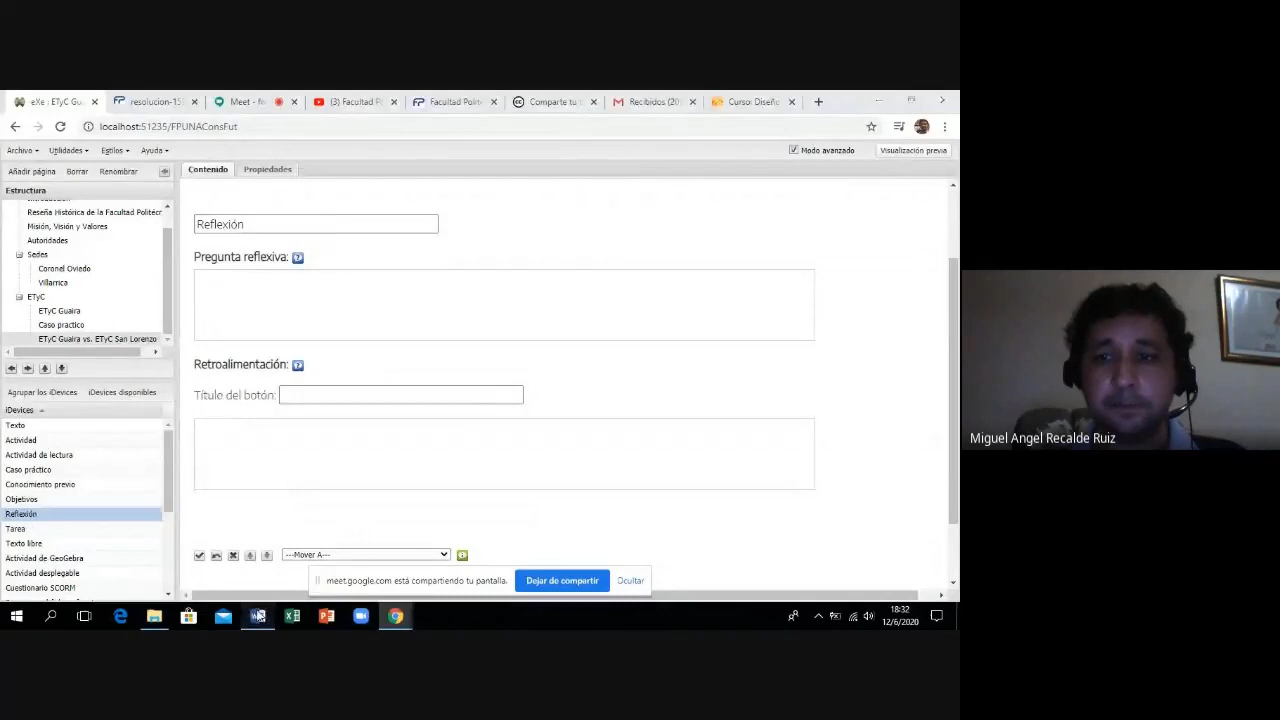 eXe : ETyC Gu
resolucion-15
Meet - f
(3) Facultad P
Facultad Polit
Comparte tu t
Recibidos (20
Curso: Diseño
localhost:51235/FPUNAConsFut
Archivo
Utilidades
Estilos
Ayuda
Modo avanzado
Visualización previa
Añadir página
Borrar
Renombrar
Contenido
Propiedades
Estructura
Reseña Histórica de la Facultad Politécr
Misión, Visión y Valores
Autoridades
Sedes
Coronel Oviedo
Villarrica
ETyC
ETyC Guaira
Caso practico
ETyC Guaira vs. ETyC San Lorenzo
Agrupar los iDevices
iDevices disponibles
iDevices
Texto
Actividad
Actividad de lectura
Caso práctico
Conocimiento previo
Objetivos
Reflexión
Tarea
Texto libre
Actividad de GeoGebra
Actividad desplegable
Cuestionario SCORM
Reflexión
Pregunta reflexiva:
Retroalimentación:
Título del botón:
---Mover A---
meet.google.com está compartiendo tu pantalla.
Dejar de compartir
Ocultar
18:32
12/6/2020
Miguel Angel Recalde Ruiz